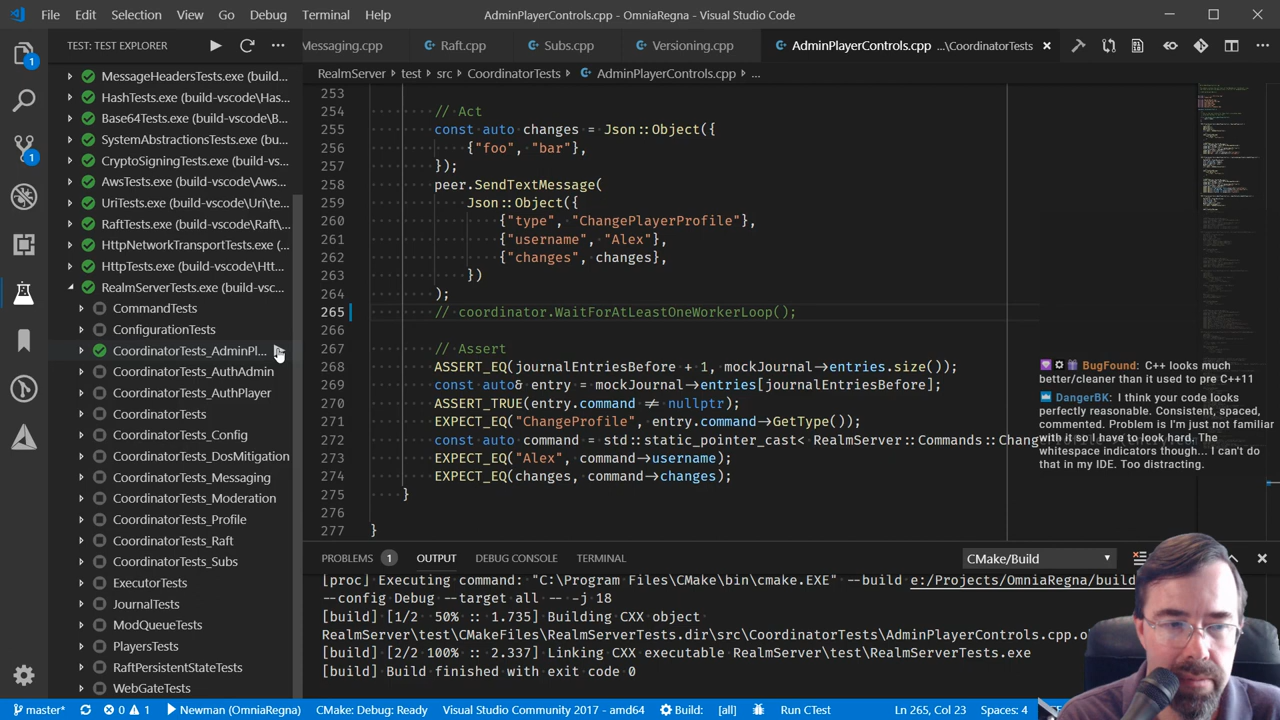 File Edit Selection View Go Debug Terminal Help
AdminPlayerControls.cpp - OmniaRegna - Visual Studio Code
TEST: TEST EXPLORER
Messaging.cpp Raft.cpp Subs.cpp Versioning.cpp AdminPlayerControls.cpp ...\CoordinatorTests
RealmServer > test > src > CoordinatorTests > AdminPlayerControls.cpp > ...
MessageHeadersTests.exe (build...
HashTests.exe (build-vscode\Has...
Base64Tests.exe (build-vscode\B...
SystemAbstractionsTests.exe (buil...
CryptoSigningTests.exe (build-vs...
AwsTests.exe (build-vscode\Aws...
UriTests.exe (build-vscode\Uri\te...
RaftTests.exe (build-vscode\Raft\...
HttpNetworkTransportTests.exe (...
HttpTests.exe (build-vscode\Htt...
RealmServerTests.exe (build-vsc...
CommandTests
ConfigurationTests
CoordinatorTests_AdminPl...
CoordinatorTests_AuthAdmin
CoordinatorTests_AuthPlayer
CoordinatorTests
CoordinatorTests_Config
CoordinatorTests_DosMitigation
CoordinatorTests_Messaging
CoordinatorTests_Moderation
CoordinatorTests_Profile
CoordinatorTests_Raft
CoordinatorTests_Subs
ExecutorTests
JournalTests
ModQueueTests
PlayersTests
RaftPersistentStateTests
WebGateTests
253
254 // Act
255 const auto changes = Json::Object({
256 {"foo", "bar"},
257 });
258 peer.SendTextMessage(
259 Json::Object({
260 {"type", "ChangePlayerProfile"},
261 {"username", "Alex"},
262 {"changes", changes},
263 })
264 );
265 // coordinator.WaitForAtLeastOneWorkerLoop();
266
267 // Assert
268 ASSERT_EQ(journalEntriesBefore + 1, mockJournal->entries.size());
269 const auto& entry = mockJournal->entries[journalEntriesBefore];
270 ASSERT_TRUE(entry.command != nullptr);
271 EXPECT_EQ("ChangeProfile", entry.command->GetType());
272 const auto command = std::static_pointer_cast< RealmServer::Commands::Chang
273 EXPECT_EQ("Alex", command->username);
274 EXPECT_EQ(changes, command->changes);
275 }
276
277 }
BugFound: C++ looks much
better/cleaner than it used to pre C++11
DangerBK: I think your code looks
perfectly reasonable. Consistent, spaced,
commented. Problem is I'm just not familiar
with it so I have to look hard. The
whitespace indicators though... I can't do
that in my IDE. Too distracting.
PROBLEMS 1 OUTPUT DEBUG CONSOLE TERMINAL CMake/Build
[proc] Executing command: "C:\Program Files\CMake\bin\cmake.EXE" --build e:/Projects/OmniaRegna/build
--config Debug --target all -- -j 18
[build] [1/2 50% :: 1.735] Building CXX object
RealmServer\test\CMakeFiles\RealmServerTests.dir\src\CoordinatorTests\AdminPlayerControls.cpp.o
[build] [2/2 100% :: 2.337] Linking CXX executable RealmServer\test\RealmServerTests.exe
[build] Build finished with exit code 0
1
1
master* 0 1 Newman (OmniaRegna) CMake: Debug: Ready Visual Studio Community 2017 - amd64 Build: [all] Run CTest Ln 265, Col 23 Spaces: 4